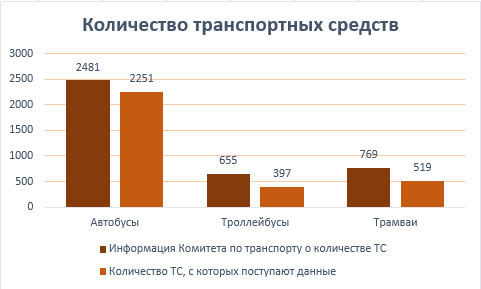 Количество транспортных средств
3000
2500
2000
1500
1000
500
0
2481
2251
655
397
769
519
Автобусы
Троллейбусы
Трамваи
Информация Комитета по транспорту о количестве ТС
Количество ТС, с которых поступают данные